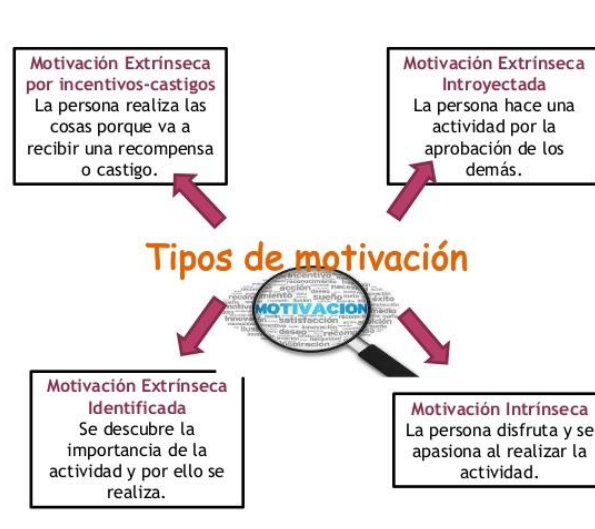 Motivación Extrínseca
por incentivos-castigos
La persona realiza las
cosas porque va a
recibir una recompensa
o castigo.
Motivación Extrínseca
Introyectada
La persona hace una
actividad por la
aprobación de los
demás.
Tipos de motivación
MOTIVACION
satisfacción
deseo
Motivación Extrínseca
Identificada
Se descubre la
importancia de la
actividad y por ello se
realiza.
Motivación Intrínseca
La persona disfruta y se
apasiona al realizar la
actividad.